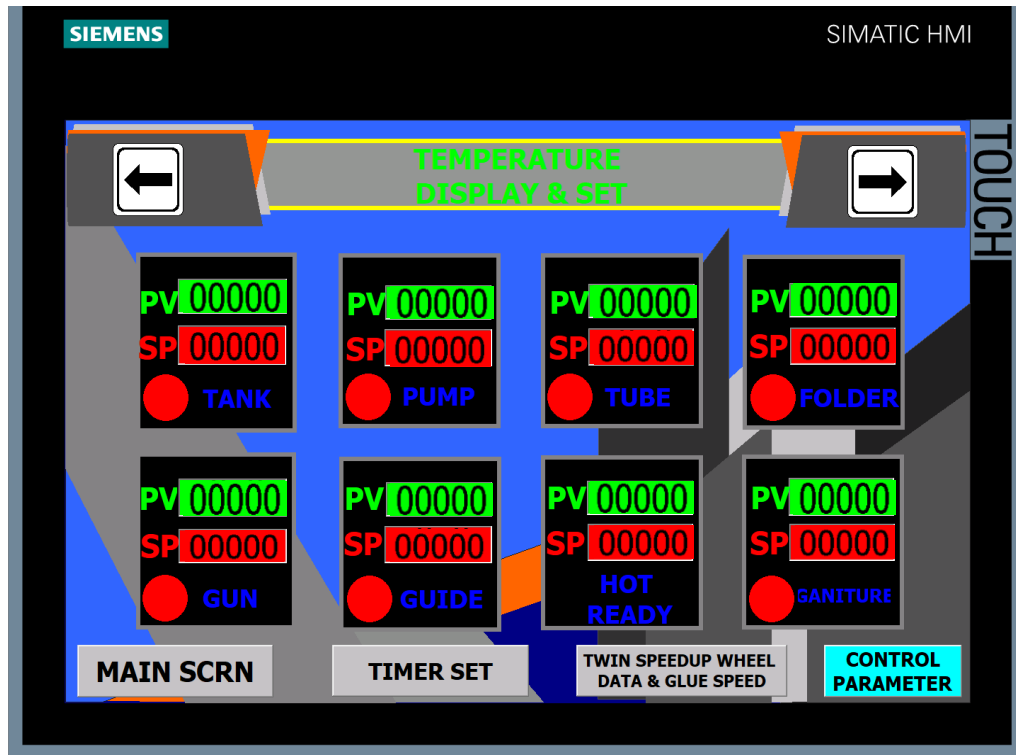 SIEMENS
SIMATIC HMI
TOUCH
TEMPERATURE
DISPLAY & SET
PV 00000
SP 00000
TANK
PV 00000
SP 00000
PUMP
PV 00000
SP 00000
TUBE
PV 00000
SP 00000
FOLDER
PV 00000
SP 00000
GUN
PV 00000
SP 00000
GUIDE
PV 00000
SP 00000
HOT
READY
PV 00000
SP 00000
GANITURE
MAIN SCRN
TIMER SET
TWIN SPEEDUP WHEEL
DATA & GLUE SPEED
CONTROL
PARAMETER